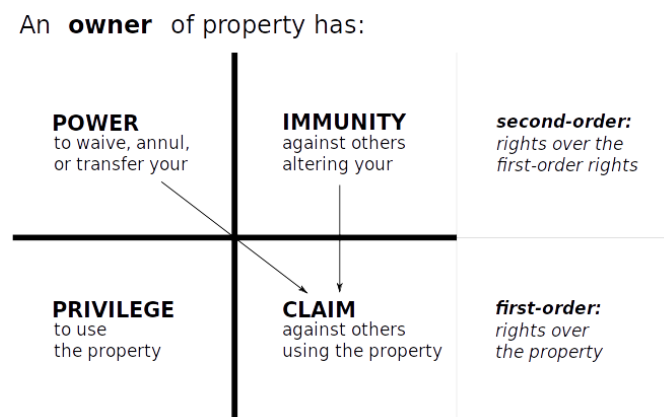 An owner of property has:
POWER
to waive, annul,
or transfer your
IMMUNITY
against others
altering your
second-order:
rights over the
first-order rights
PRIVILEGE
to use
the property
CLAIM
against others
using the property
first-order:
rights over
the property